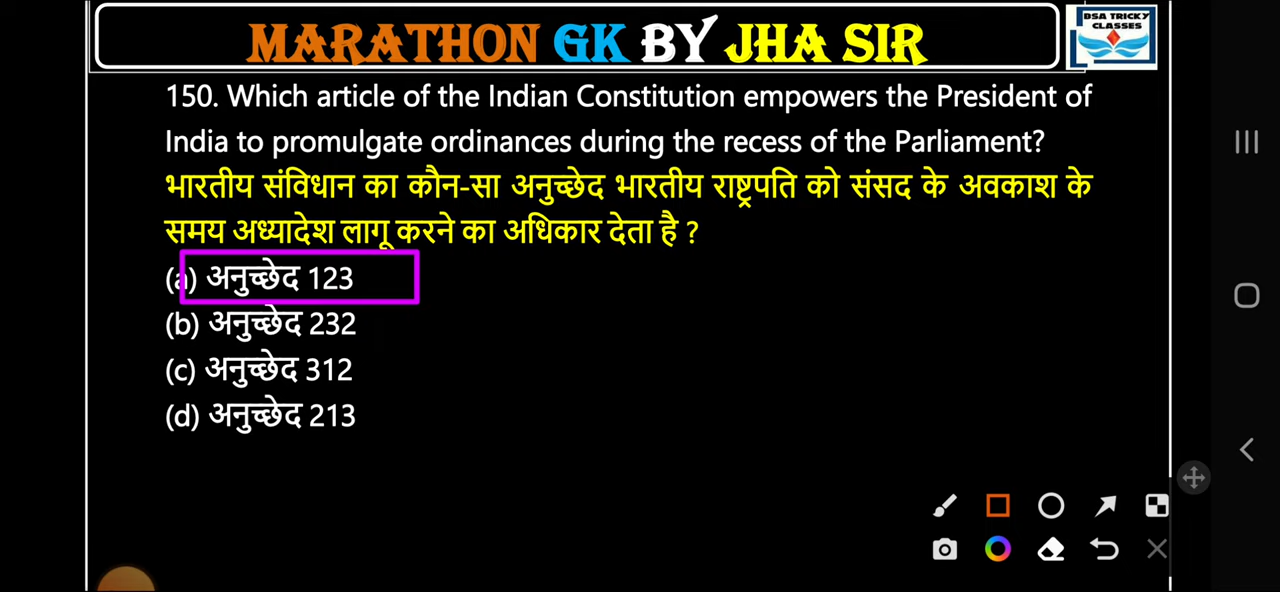 MARATHON GK BY JHA SIR
DSA TRICKY
CLASSES
150. Which article of the Indian Constitution empowers the President of
India to promulgate ordinances during the recess of the Parliament?
भारतीय संविधान का कौन-सा अनुच्छेद भारतीय राष्ट्रपति को संसद के अवकाश के
समय अध्यादेश लागू करने का अधिकार देता है ?
(a) अनुच्छेद 123
(b) अनुच्छेद 232
(c) अनुच्छेद 312
(d) अनुच्छेद 213